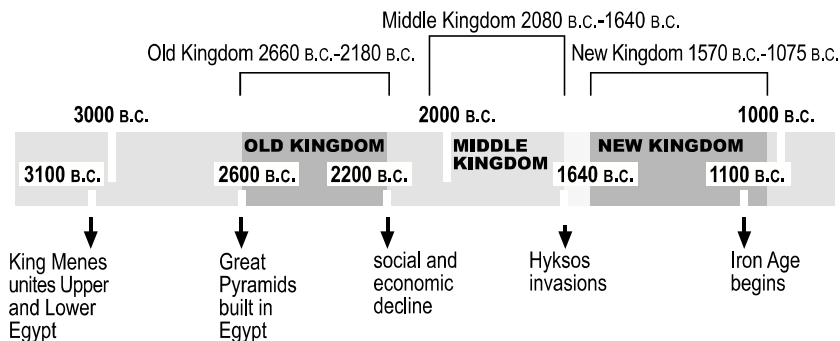 Middle Kingdom 2080 B.C.-1640 B.C.
Old Kingdom 2660 B.C.-2180 B.C.
New Kingdom 1570 B.C.-1075 B.C.
3000 B.C.
2000 B.C.
1000 B.C.
OLD KINGDOM
MIDDLE
KINGDOM
NEW KINGDOM
3100 B.C.
2600 B.C.
2200 B.C.
1640 B.C.
1100 B.C.
King Menes
unites Upper
and Lower
Egypt
Great
Pyramids
built in
Egypt
social and
economic
decline
Hyksos
invasions
Iron Age
begins